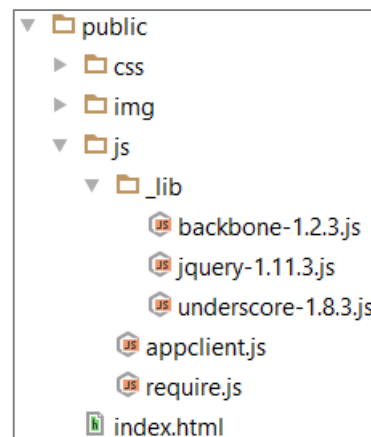 public
css
img
js
_lib
backbone-1.2.3.js
jquery-1.11.3.js
underscore-1.8.3.js
appclient.js
require.js
index.html